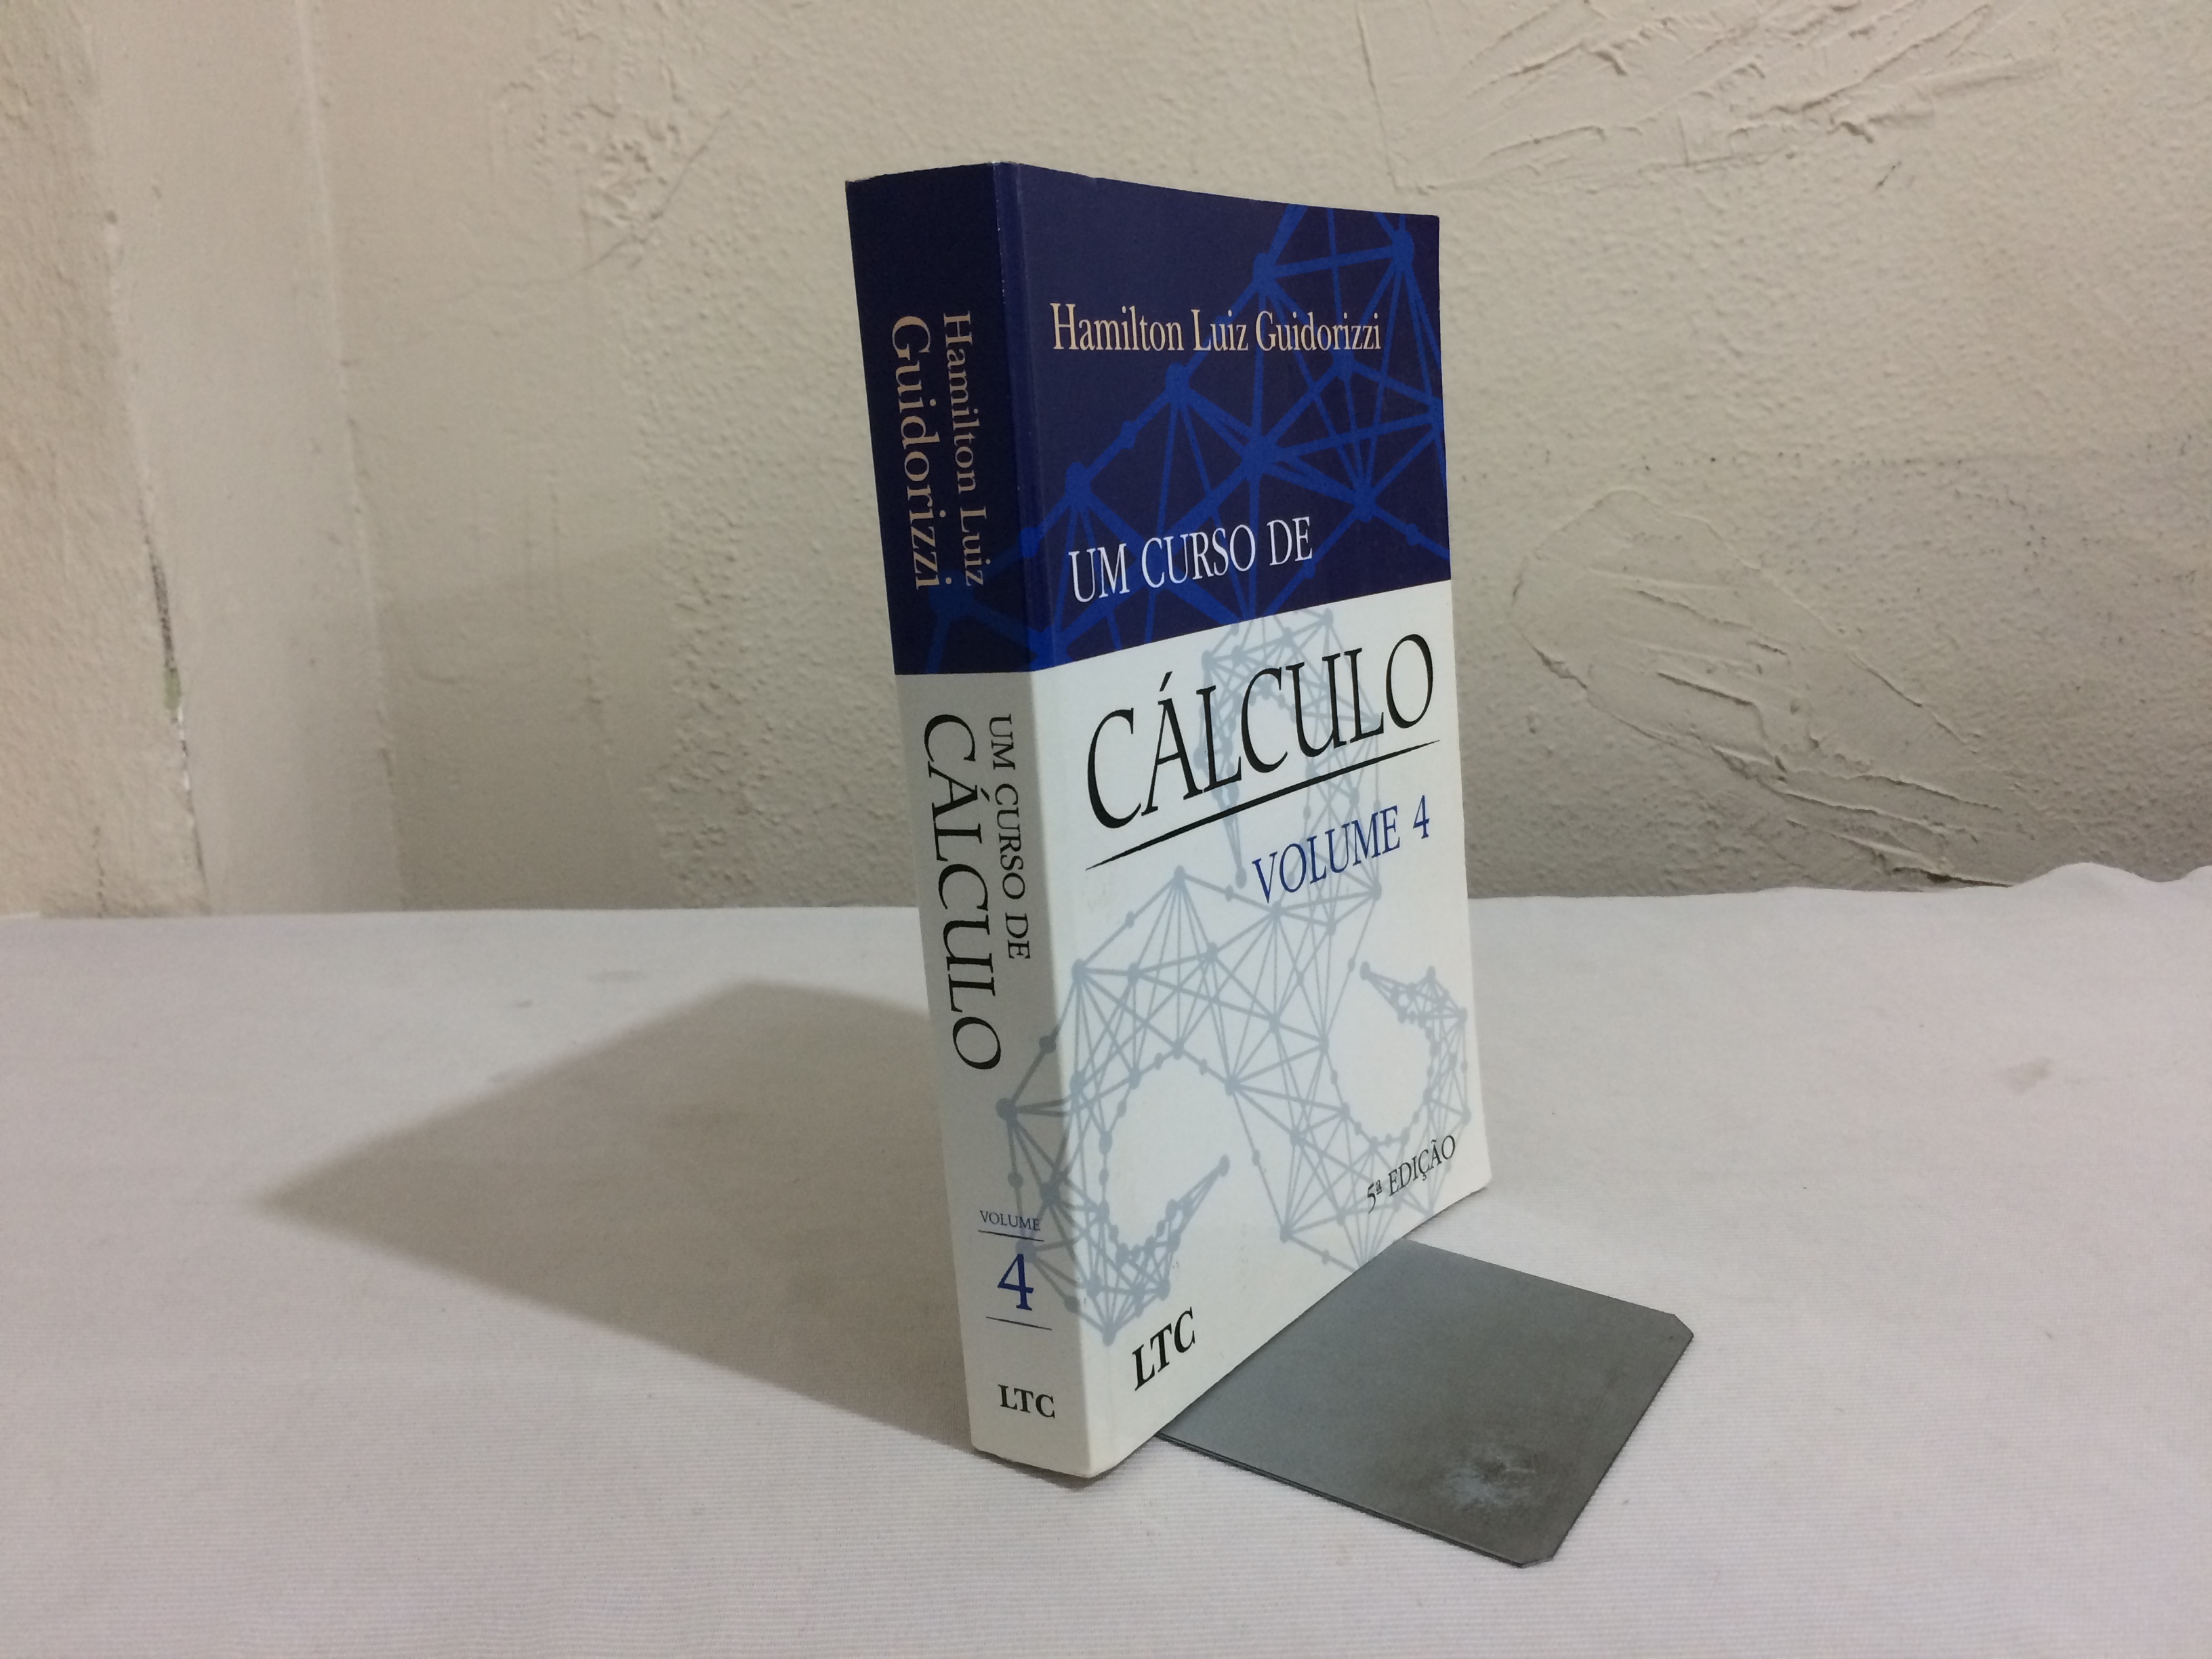 Hamilton Luiz
Guidorizzi
UM CURSO DE
CÁLCULO
VOLUME
4
LTC
Hamilton Luiz Guidorizzi
UM CURSO DE
CÁLCULO
VOLUME 4
5ª EDIÇÃO
LTC